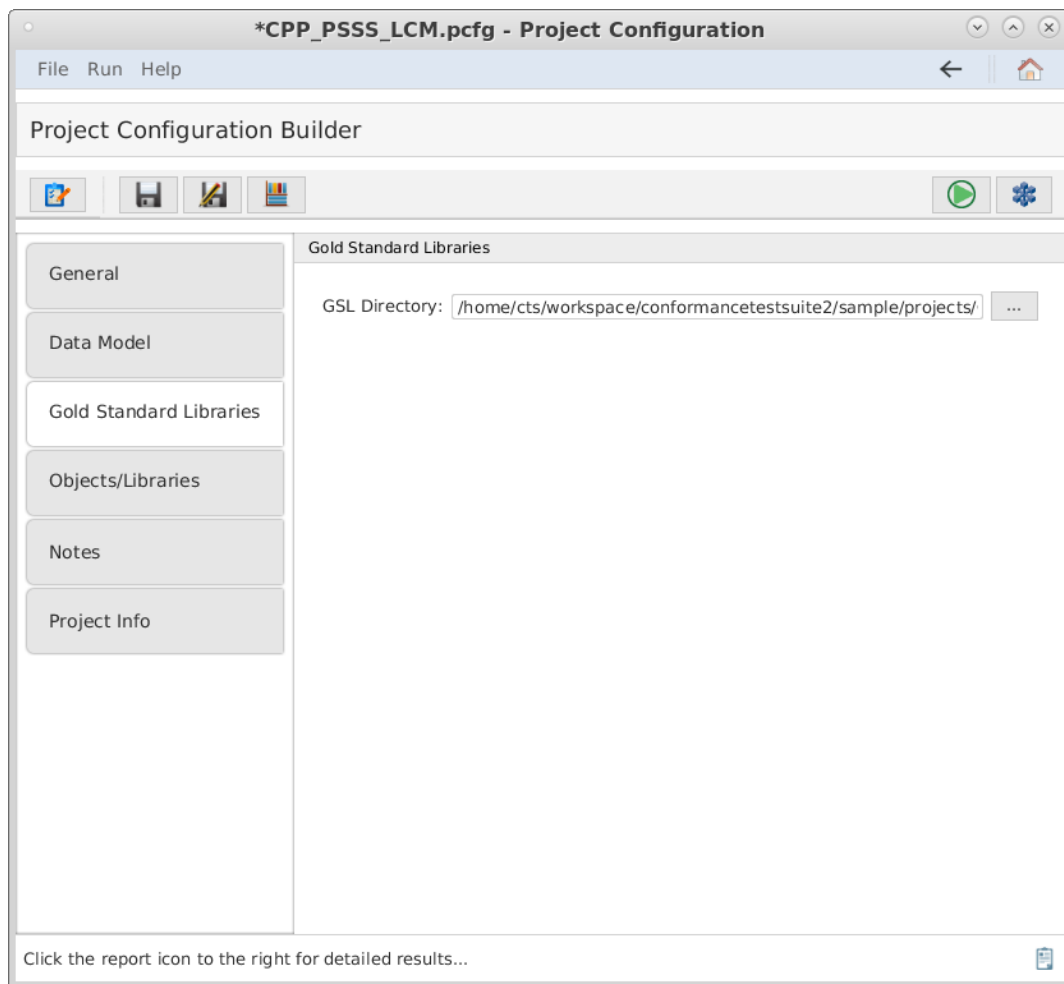 *CPP_PSSS_LCM.pcfg - Project Configuration
File Run Help
Project Configuration Builder
General
Data Model
Gold Standard Libraries
Objects/Libraries
Notes
Project Info
Gold Standard Libraries
GSL Directory: /home/cts/workspace/conformancetestsuite2/sample/projects/ ...
Click the report icon to the right for detailed results...